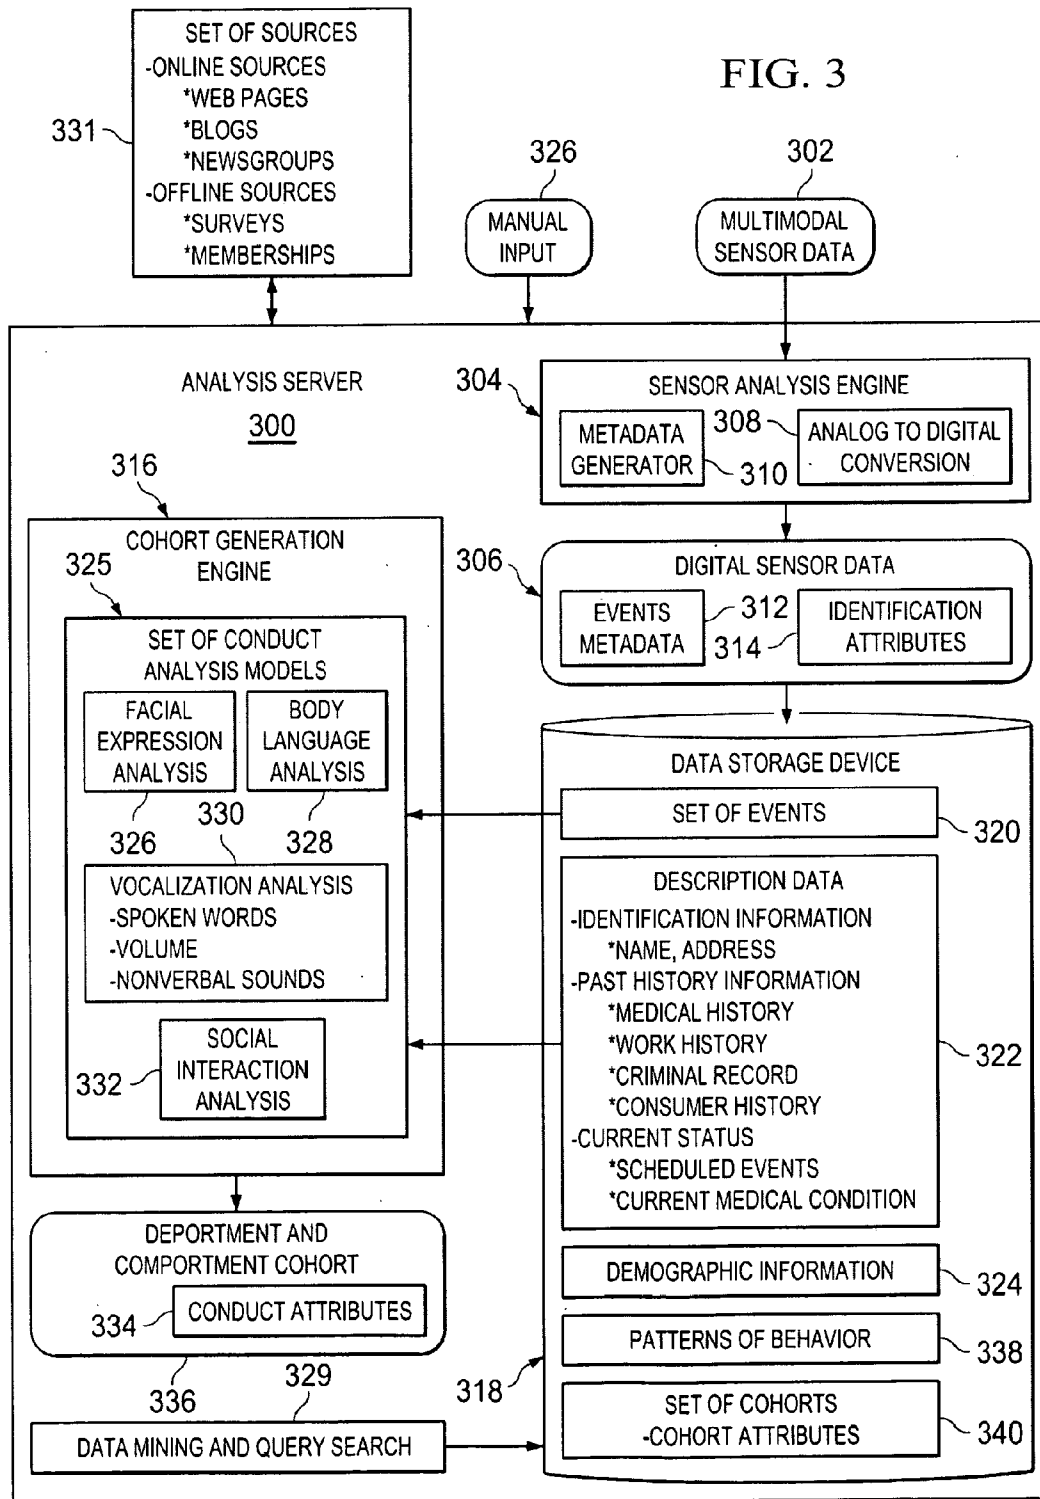 FIG. 3
SET OF SOURCES
-ONLINE SOURCES
*WEB PAGES
*BLOGS
*NEWSGROUPS
-OFFLINE SOURCES
*SURVEYS
*MEMBERSHIPS
331
326
MANUAL
INPUT
302
MULTIMODAL
SENSOR DATA
ANALYSIS SERVER
300
304
SENSOR ANALYSIS ENGINE
METADATA
GENERATOR
310
308
ANALOG TO DIGITAL
CONVERSION
306
DIGITAL SENSOR DATA
EVENTS
METADATA
312
314
IDENTIFICATION
ATTRIBUTES
316
COHORT GENERATION
ENGINE
325
SET OF CONDUCT
ANALYSIS MODELS
FACIAL
EXPRESSION
ANALYSIS
326
BODY
LANGUAGE
ANALYSIS
328
330
VOCALIZATION ANALYSIS
-SPOKEN WORDS
-VOLUME
-NONVERBAL SOUNDS
SOCIAL
INTERACTION
ANALYSIS
332
DEPORTMENT AND
COMPORTMENT COHORT
CONDUCT ATTRIBUTES
334
336
329
DATA MINING AND QUERY SEARCH
318
DATA STORAGE DEVICE
SET OF EVENTS
320
DESCRIPTION DATA
-IDENTIFICATION INFORMATION
*NAME, ADDRESS
-PAST HISTORY INFORMATION
*MEDICAL HISTORY
*WORK HISTORY
*CRIMINAL RECORD
*CONSUMER HISTORY
-CURRENT STATUS
*SCHEDULED EVENTS
*CURRENT MEDICAL CONDITION
322
DEMOGRAPHIC INFORMATION
324
PATTERNS OF BEHAVIOR
338
SET OF COHORTS
-COHORT ATTRIBUTES
340